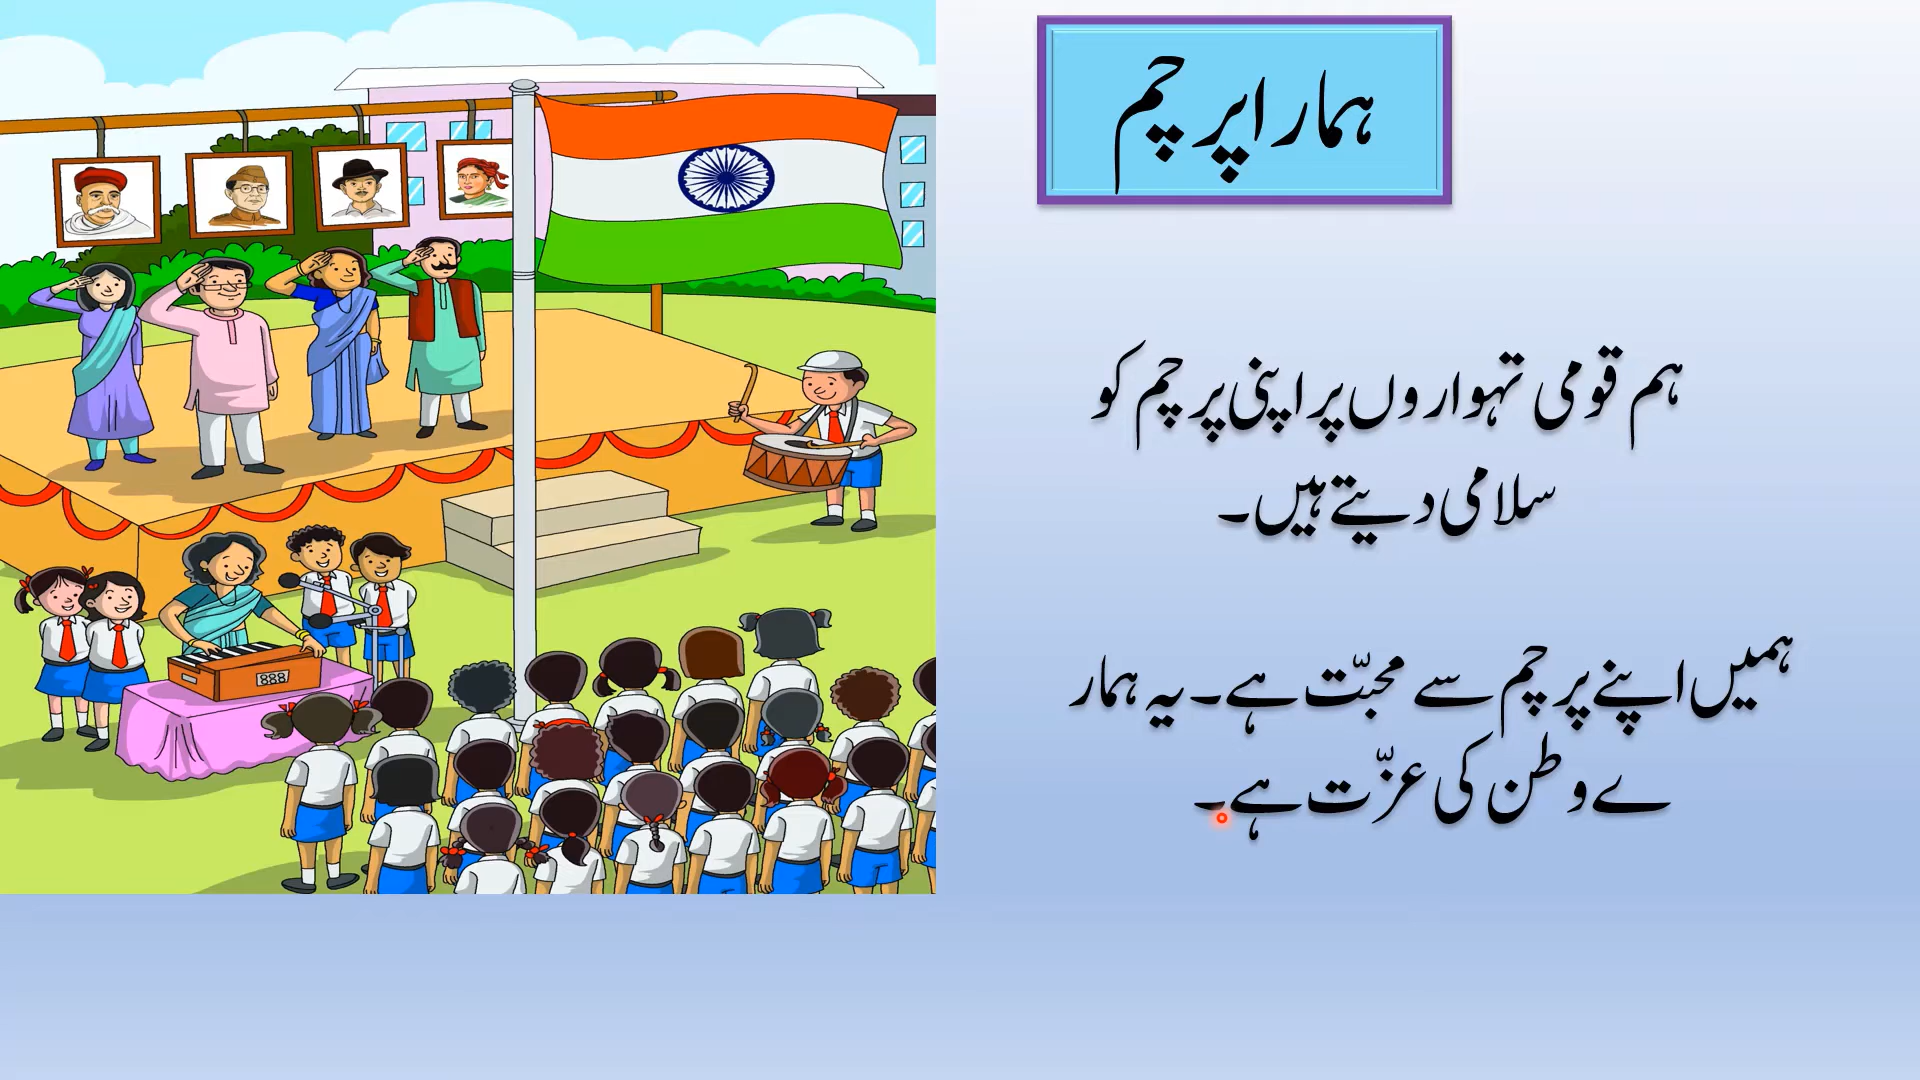 ہمارا پرچم
ہم قومی تہواروں پر اپنی پرچم کو
سلامی دیتے ہیں۔
ہمیں اپنے پرچم سے محبّت ہے۔ یہ ہمار
ے وطن کی عزّت ہے۔